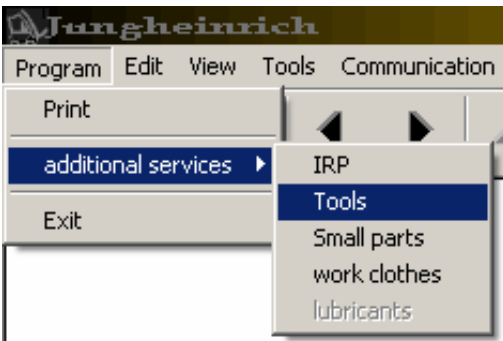 Jungheinrich
Program Edit View Tools Communication
Print
additional services
Exit
IRP
Tools
Small parts
work clothes
lubricants